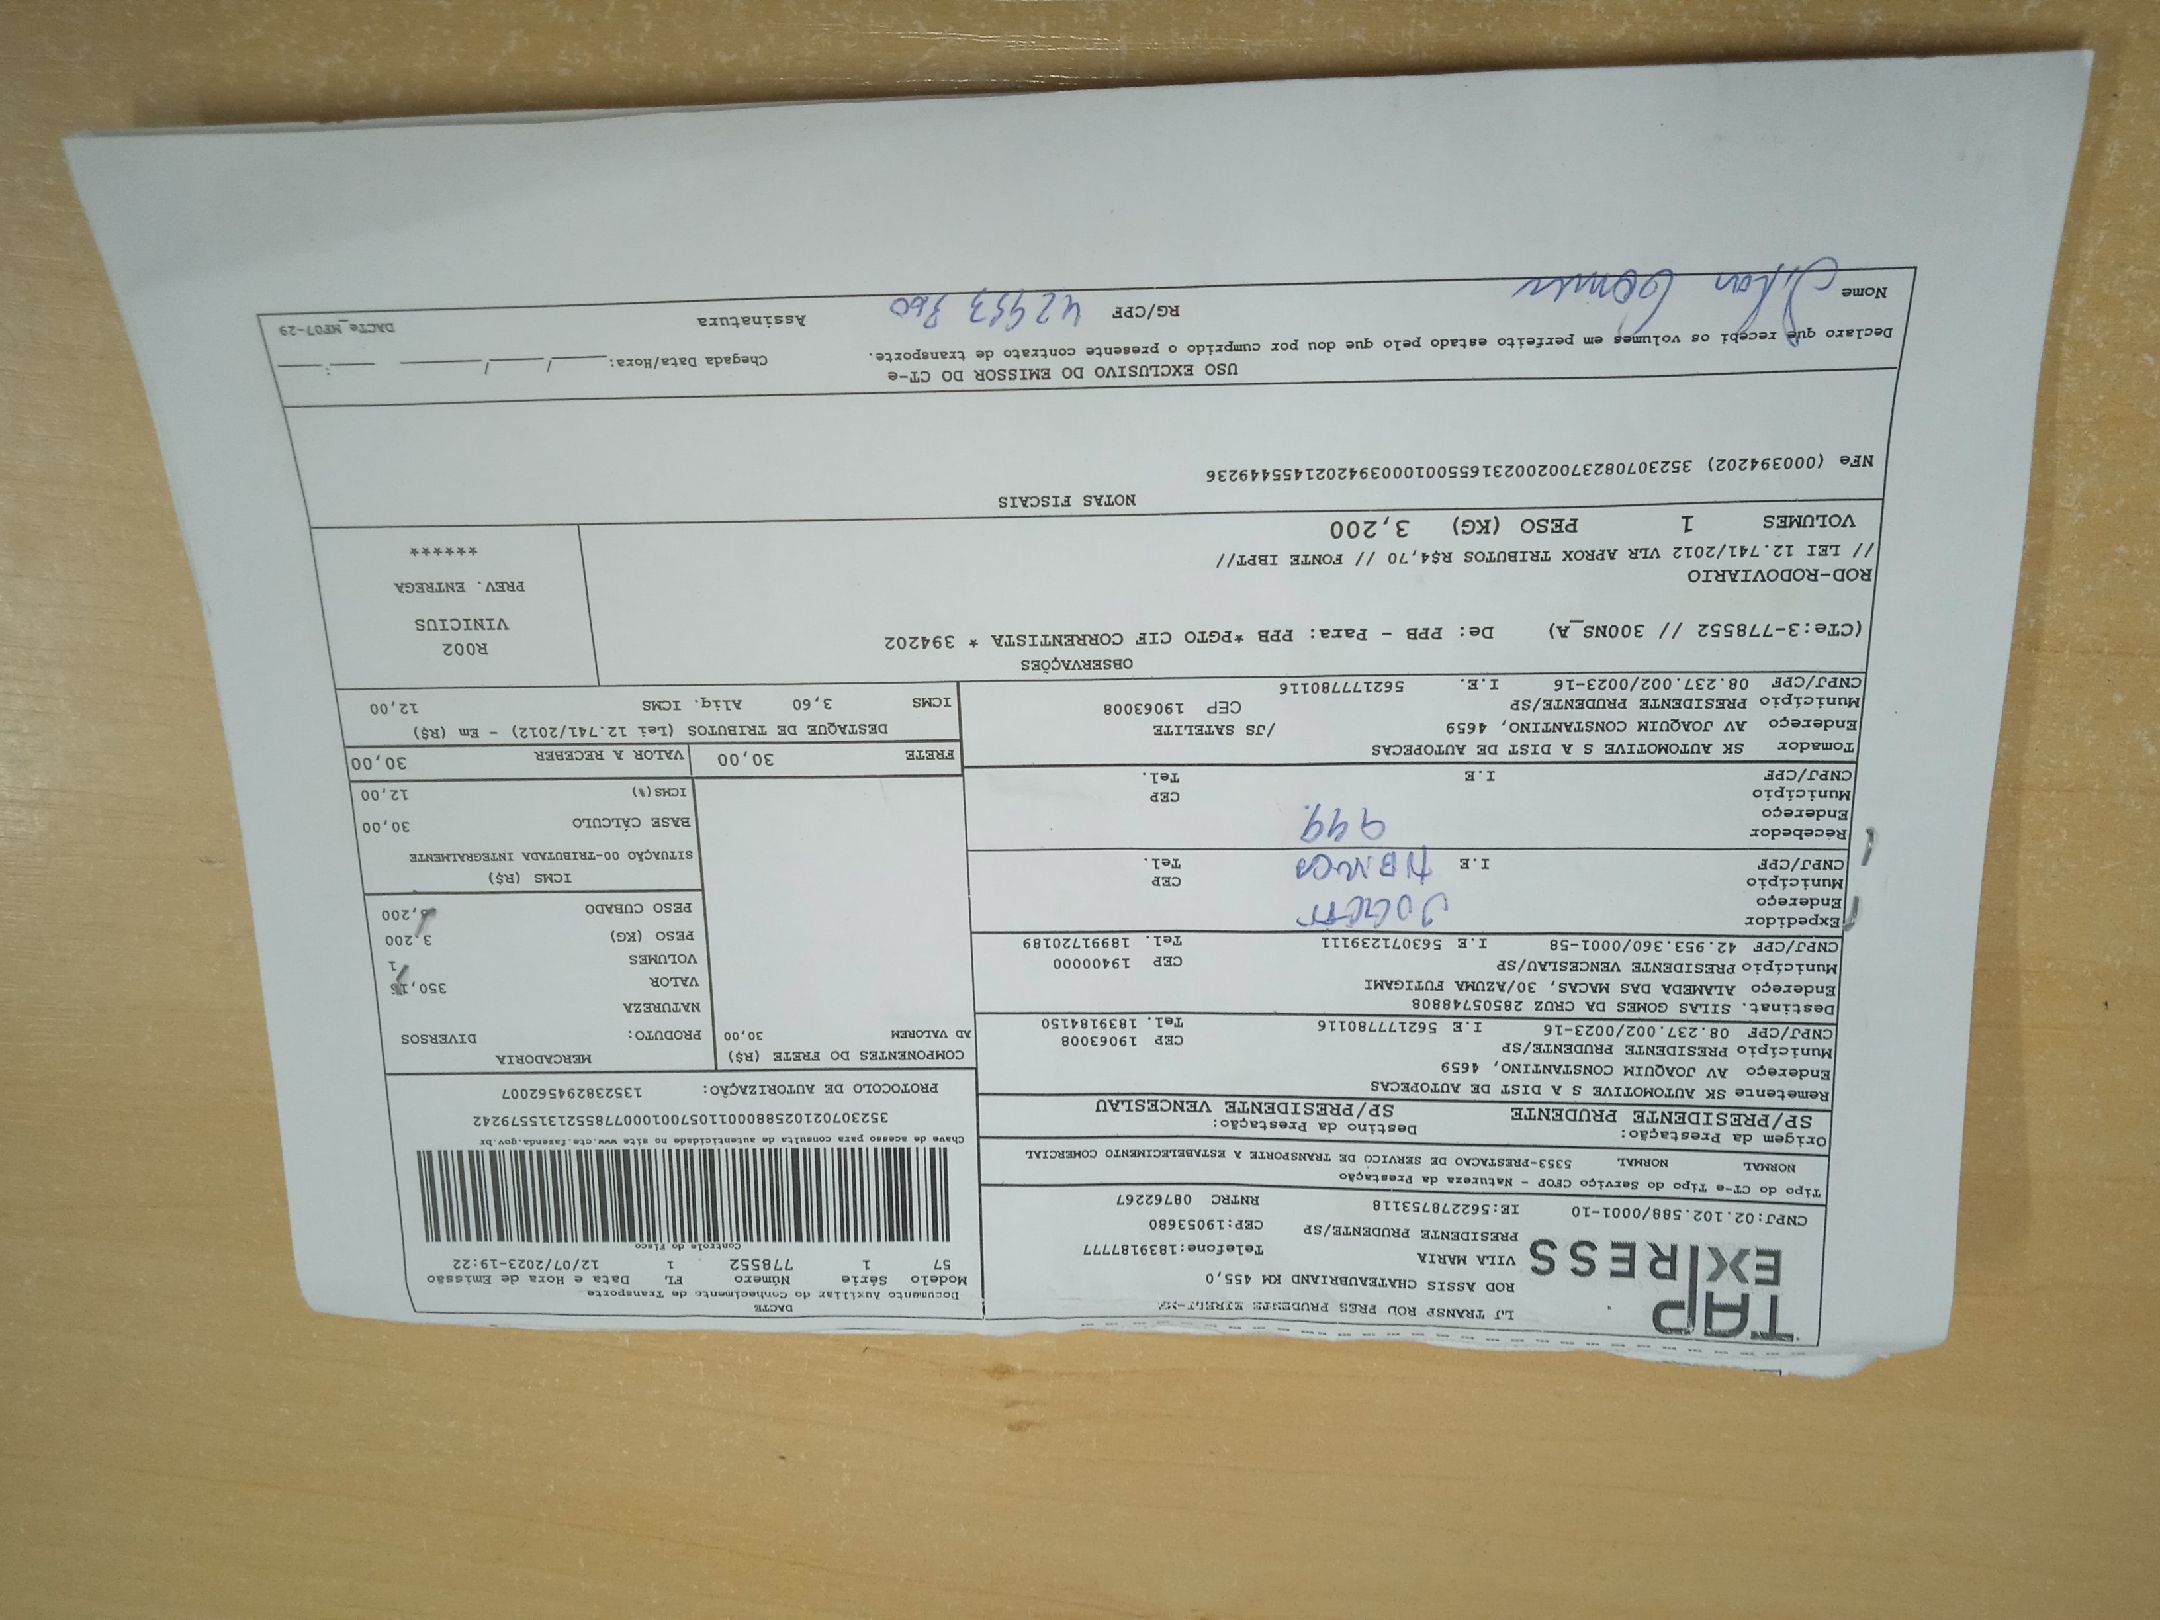 TAP
EXPRESS
LJ TRANSP ROD PRES PRUDENTE EIRELI-
ROD ASSIS CHATEAUBRIAND KM 455,0
VILA MARIA Telefone:1839187777
PRESIDENTE PRUDENTE/SP CEP:19053680
CNPJ:02.102.588/0001-10 IE:562278753118 RNTRC 08762267
DACTE
Documento Auxiliar do Conhecimento de Transporte
Modelo Série Número FL Data e Hora de Emissão
57 1 778552 1 12/07/2023-19:22
Controle do Fisco
Chave de acesso para consulta de autenticidade no site www.cte.fazenda.gov.br
PROTOCOLO DE AUTORIZAÇÃO: 135238294562007
Tipo do CT-e Tipo do Serviço CFOP - Natureza da Prestação
NORMAL NORMAL 5353-PRESTACAO DE SERVICO DE TRANSPORTE A ESTABELECIMENTO COMERCIAL
Origem da Prestação: Destino da Prestação:
SP/PRESIDENTE PRUDENTE SP/PRESIDENTE VENCESLAU
Remetente SK AUTOMOTIVE S A DIST DE AUTOPECAS
Endereço AV JOAQUIM CONSTANTINO, 4659
Município PRESIDENTE PRUDENTE/SP CEP 19063008
CNPJ/CPF 08.237.002/0023-16 I.E 562177780116 Tel. 1839184150
Destinat. SILAS GOMES DA CRUZ 28505748808
Endereço ALAMEDA DAS MACAS, 30/AZUMA FUTIGAMI
Município PRESIDENTE VENCESLAU/SP CEP 19400000
CNPJ/CPF 42.953.360/0001-58 I.E 563071239111 Tel. 18991720189
Expedidor
Endereço
Município CEP
CNPJ/CPF I.E Tel.
Recebedor 949
Endereço
Município CEP
CNPJ/CPF I.E Tel.
Tomador SK AUTOMOTIVE S A DIST DE AUTOPECAS
Endereço AV JOAQUIM CONSTANTINO, 4659 /JS SATELITE
Município PRESIDENTE PRUDENTE/SP CEP 19063008
CNPJ/CPF 08.237.002/0023-16 I.E. 562177780116
COMPONENTES DO FRETE (R$)
AD VALOREM 30,00
MERCADORIA
PRODUTO: DIVERSOS
NATUREZA
VALOR 350,16
VOLUMES 1
PESO (KG) 3,200
PESO CUBADO 3,200
ICMS (R$)
SITUAÇÃO 00-TRIBUTADA INTEGRALMENTE
BASE CÁLCULO 30,00
ICMS(%) 12,00
FRETE 30,00 VALOR A RECEBER 30,00
DESTAQUE DE TRIBUTOS (Lei 12.741/2012) - Em (R$)
ICMS 3,60 Aliq. ICMS 12,00
OBSERVAÇÕES
(CTe:3-778552 // 300NS_A) De: PPB - Para: PPB *PGTO CIF CORRENTISTA * 394202
ROD-RODOVIARIO
// LEI 12.741/2012 VLR APROX TRIBUTOS R$4,70 // FONTE IBPT//
VOLUMES 1 PESO (KG) 3,200
R002
VINICIUS
PREV. ENTREGA
******
NOTAS FISCAIS
NFe (000394202) 35230708237002002316550010003942021455449236
USO EXCLUSIVO DO EMISSOR DO CT-e
Declaro que recebi os volumes em perfeito estado pelo que dou por cumprido o presente contrato de transporte. Chegada Data/Hora: __/__/__ __:__
Nome RG/CPF 42953360 Assinatura
DACTe_MF07-29